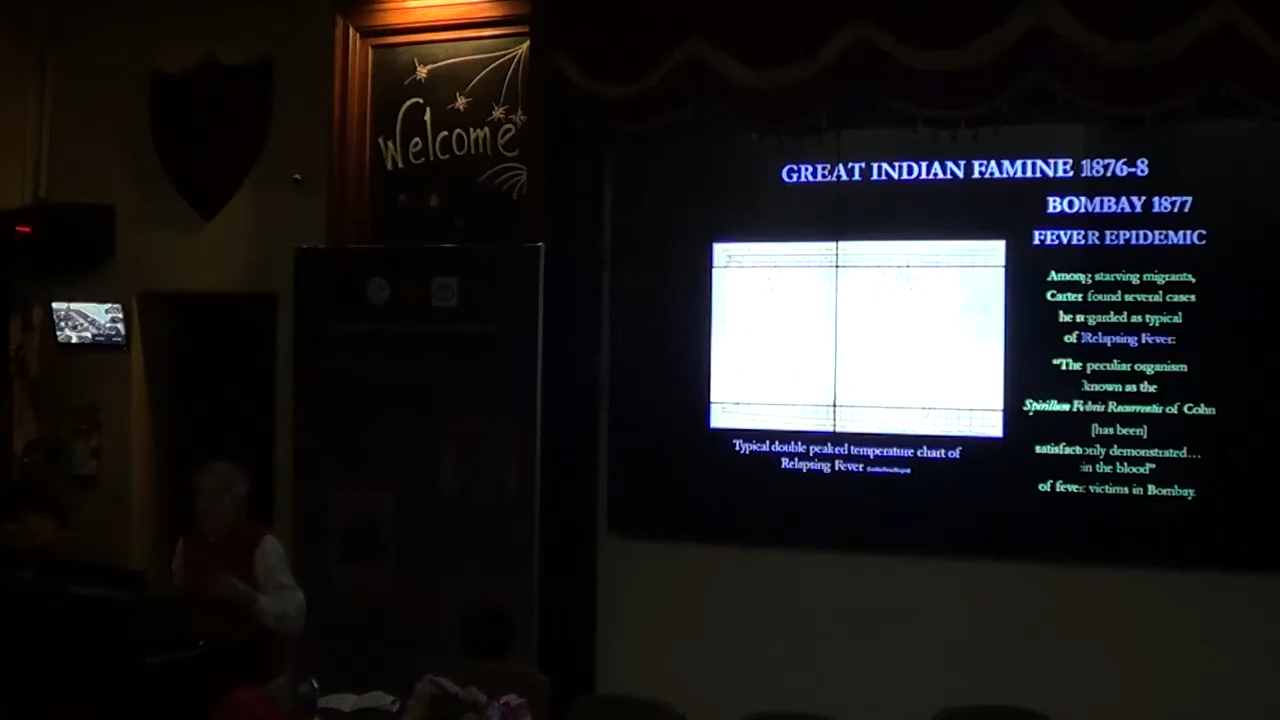 Welcome
GREAT INDIAN FAMINE 1876-8
BOMBAY 1877
FEVER EPIDEMIC
Among starving migrants,
Carter found several cases
he regarded as typical
of Relapsing Fever:
"The peculiar organism
known as the
Spirillum Febris Recurrentis of Cohn
[has been]
satisfactorily demonstrated...
in the blood"
of fever victims in Bombay.
Typical double peaked temperature chart of
Relapsing Fever